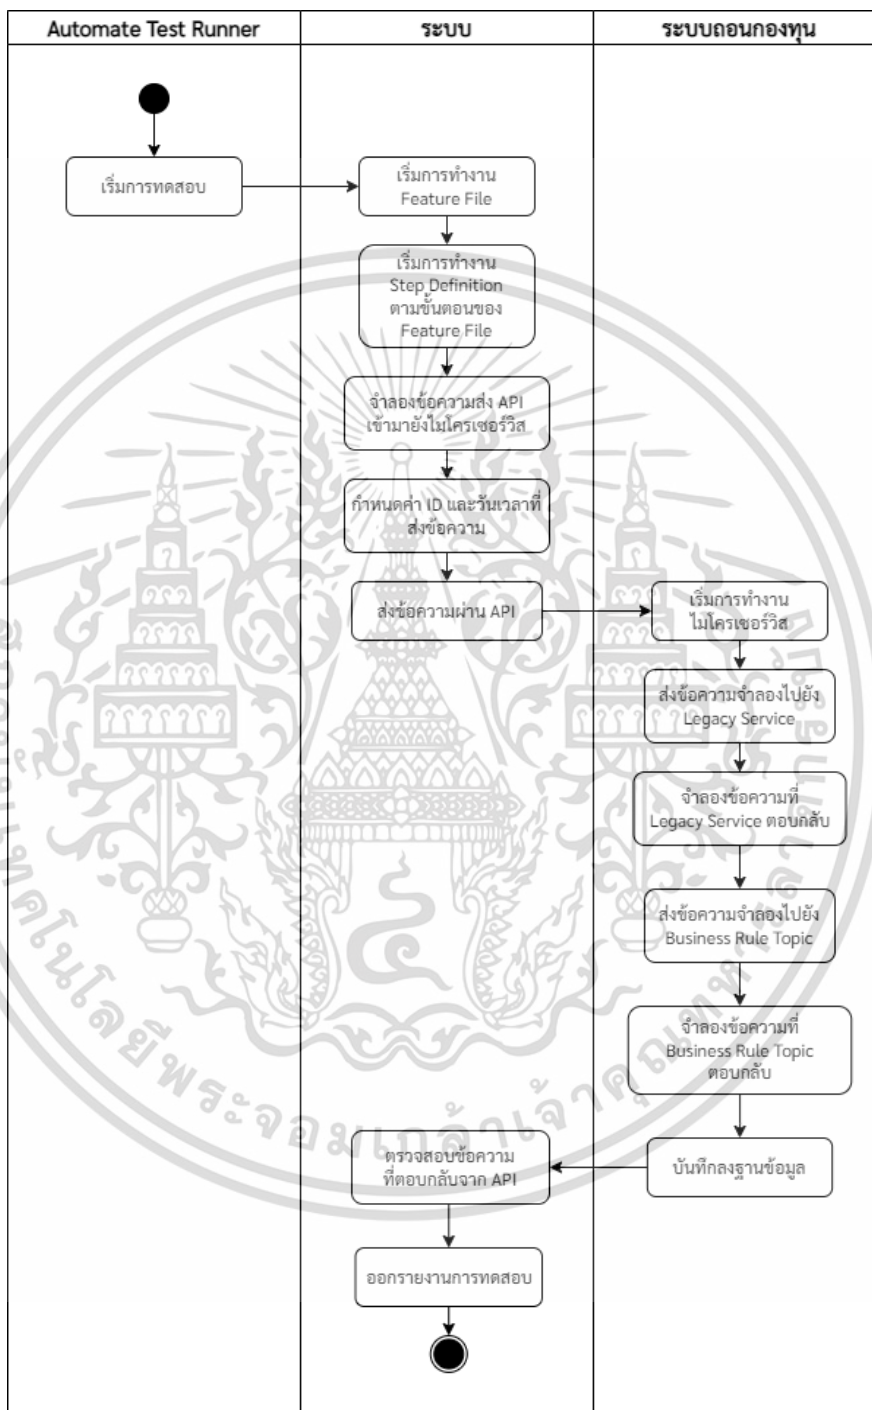 Automate Test Runner
ระบบ
ระบบถอนกองทุน
เริ่มการทดสอบ
เริ่มการทำงาน
Feature File
เริ่มการทำงาน
Step Definition
ตามขั้นตอนของ
Feature File
จำลองข้อความส่ง API
เข้ามายังไมโครเซอร์วิส
กำหนดค่า ID และวันเวลาที่
ส่งข้อความ
ส่งข้อความผ่าน API
เริ่มการทำงาน
ไมโครเซอร์วิส
ส่งข้อความจำลองไปยัง
Legacy Service
จำลองข้อความที่
Legacy Service ตอบกลับ
ส่งข้อความจำลองไปยัง
Business Rule Topic
จำลองข้อความที่
Business Rule Topic
ตอบกลับ
บันทึกลงฐานข้อมูล
ตรวจสอบข้อความ
ที่ตอบกลับจาก API
ออกรายงานการทดสอบ